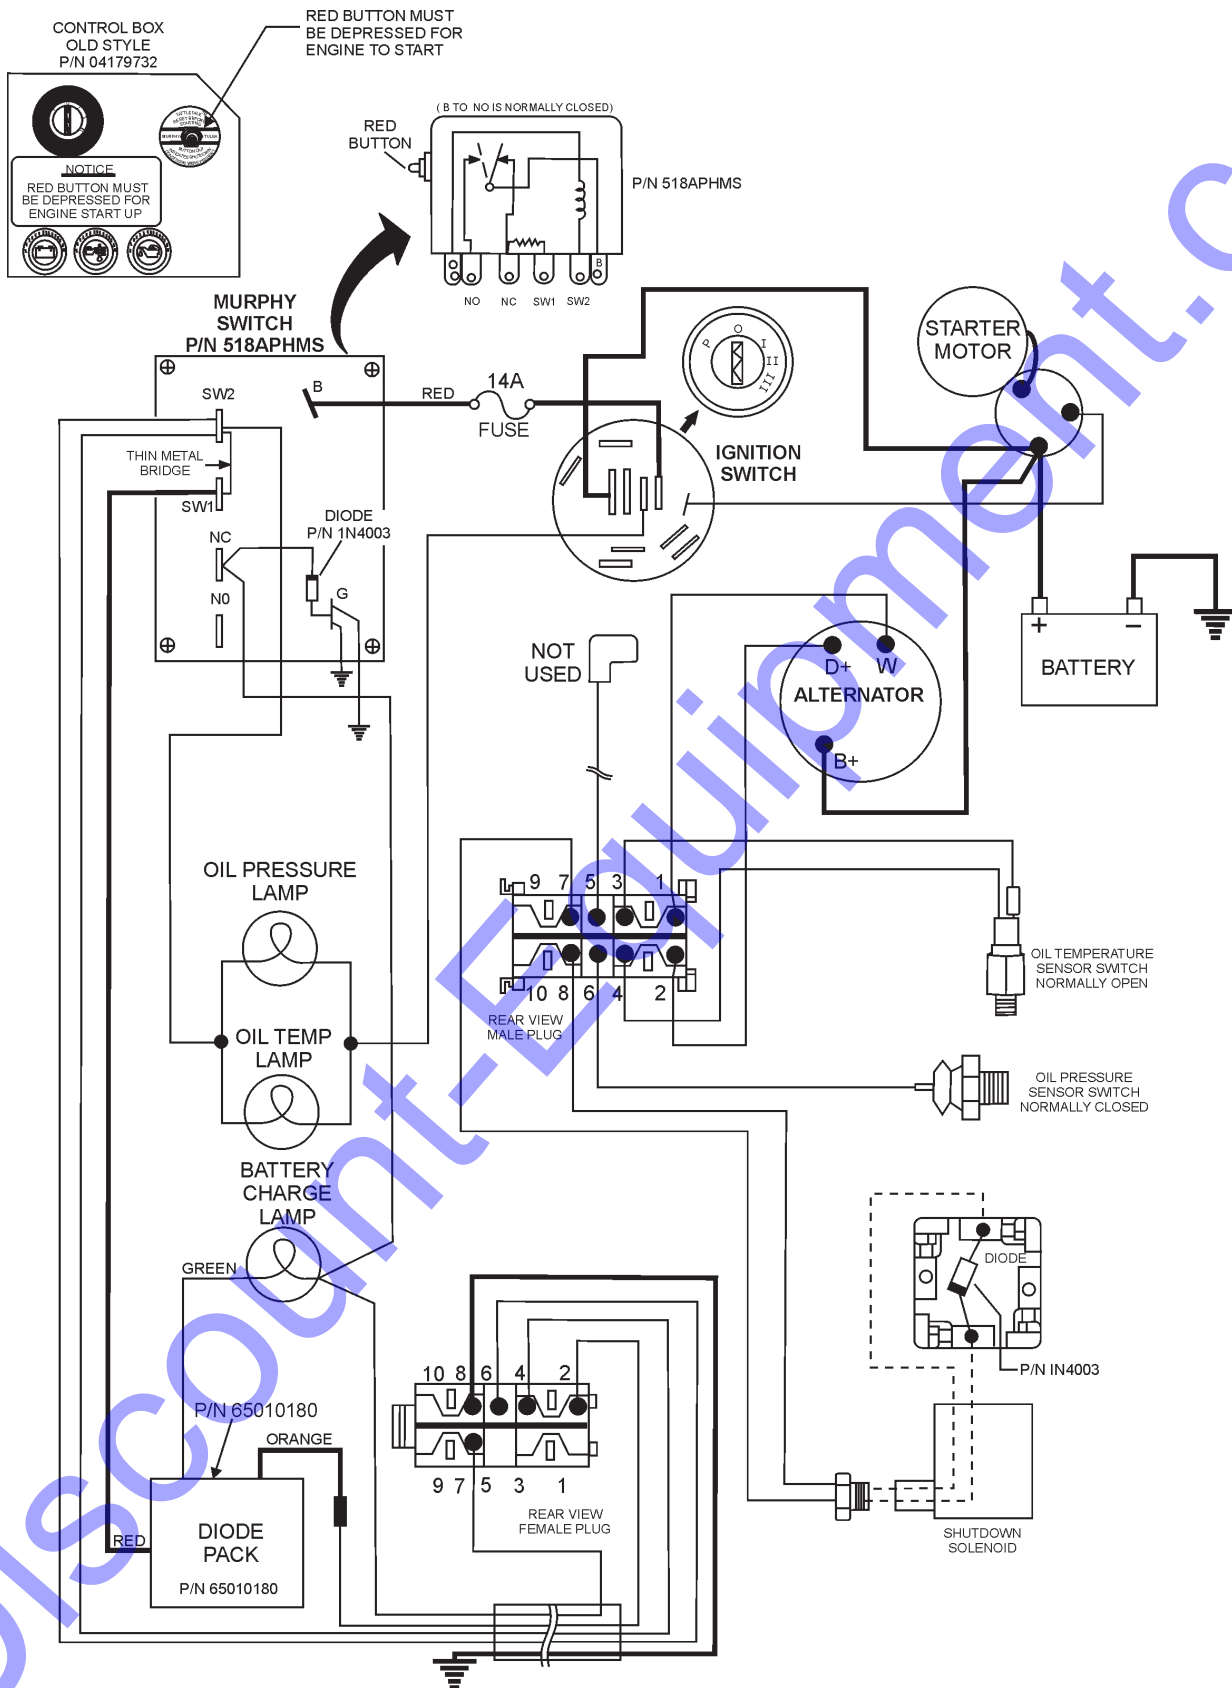 CONTROL BOX
OLD STYLE
P/N 04179732
RED BUTTON MUST
BE DEPRESSED FOR
ENGINE TO START
NOTICE
RED BUTTON MUST
BE DEPRESSED FOR
ENGINE START UP
( B TO NO IS NORMALLY CLOSED)
RED
BUTTON
P/N 518APHMS
B
NO NC SW1 SW2
MURPHY
SWITCH
P/N 518APHMS
SW2
B
RED
14A
FUSE
THIN METAL
BRIDGE
SW1
NC
DIODE
P/N 1N4003
N0
G
P O I II III
IGNITION
SWITCH
STARTER
MOTOR
+ −
BATTERY
NOT
USED
D+ W
ALTERNATOR
B+
OIL PRESSURE
LAMP
9 7 5 3 1
10 8 6 4 2
REAR VIEW
MALE PLUG
OIL TEMPERATURE
SENSOR SWITCH
NORMALLY OPEN
OIL TEMP
LAMP
OIL PRESSURE
SENSOR SWITCH
NORMALLY CLOSED
BATTERY
CHARGE
LAMP
GREEN
DIODE
P/N IN4003
10 8 6 4 2
9 7 5 3 1
REAR VIEW
FEMALE PLUG
P/N 65010180
ORANGE
RED
DIODE
PACK
P/N 65010180
SHUTDOWN
SOLENOID
Discount-Equipment.c